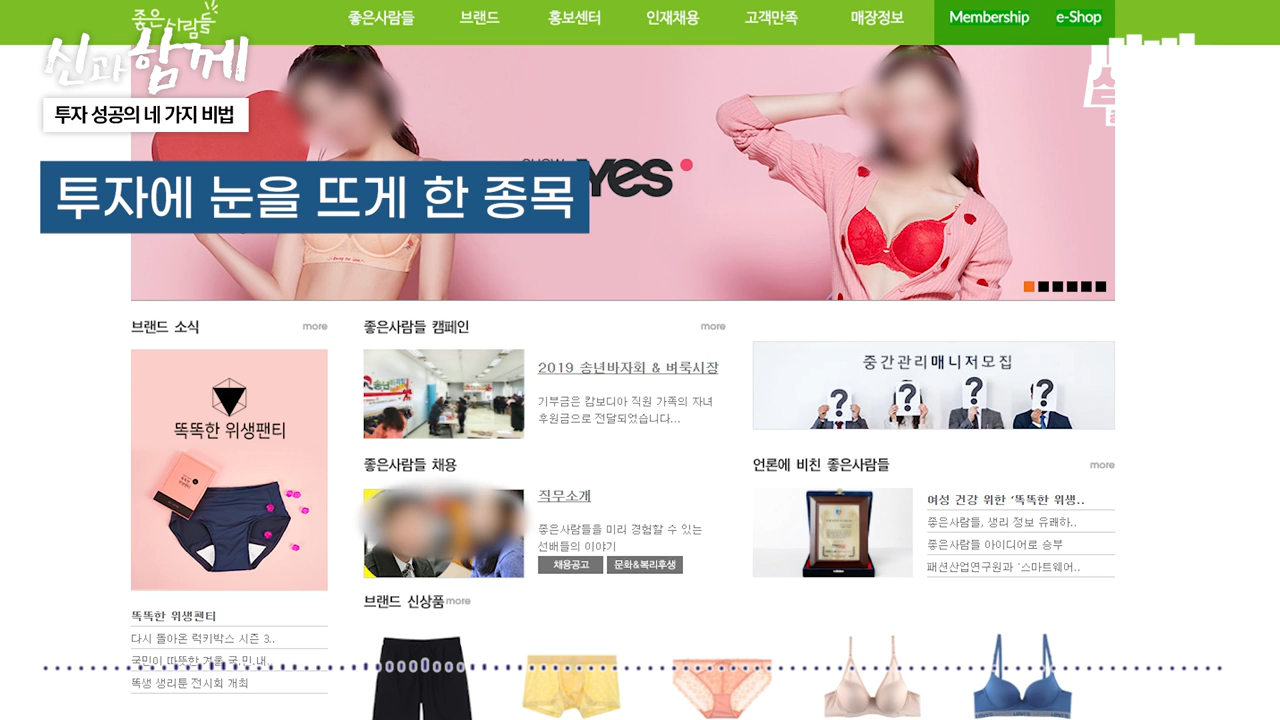 좋은사람들
좋은사람들 브랜드 홍보센터 인재채용 고객만족 매장정보 Membership e-Shop
신과함께
투자 성공의 네 가지 비법
투자에 눈을 뜨게 한 종목
Yes
브랜드 소식 more
좋은사람들 캠페인 more
2019 송년바자회 & 벼룩시장
기부금은 캄보디아 직원 가족의 자녀
후원금으로 전달되었습니다...
중간관리매니저모집
똑똑한 위생팬티
좋은사람들 채용
직무소개
좋은사람들을 미리 경험할 수 있는
선배들의 이야기
채용공고 문화&복리후생
언론에 비친 좋은사람들 more
여성 건강 위한 '똑똑한 위생..
좋은사람들, 생리 정보 유쾌하..
좋은사람들 아이디어로 승부
패션산업연구원과 '스마트웨어..
브랜드 신상품 more
똑똑한 위생팬티
다시 돌아온 럭키박스 시즌 3..
국민이 따뜻한 겨울 국.민.내..
똑생 생리툰 전시회 개최